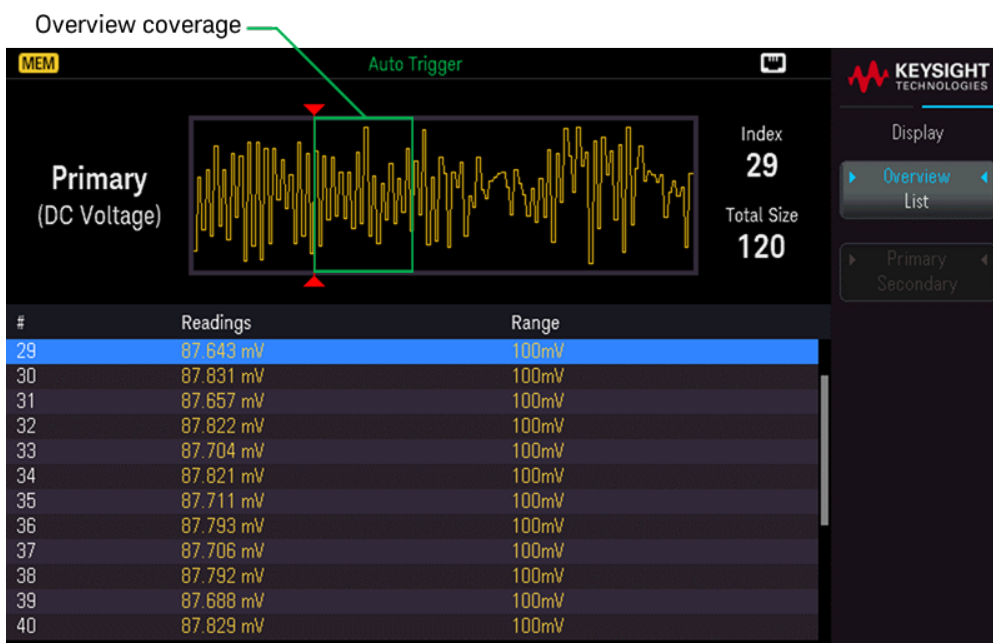 Overview coverage
MEM
Auto Trigger
KEYSIGHT
TECHNOLOGIES
Primary
(DC Voltage)
Index
29
Total Size
120
Display
Overview
List
Primary
Secondary
# Readings Range
29 87.643 mV 100mV
30 87.831 mV 100mV
31 87.657 mV 100mV
32 87.822 mV 100mV
33 87.704 mV 100mV
34 87.821 mV 100mV
35 87.711 mV 100mV
36 87.793 mV 100mV
37 87.706 mV 100mV
38 87.792 mV 100mV
39 87.688 mV 100mV
40 87.829 mV 100mV